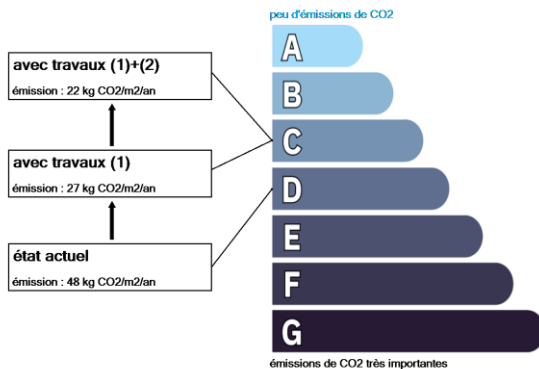 peu d'émissions de CO2
A
avec travaux (1)+(2)
émission : 22 kg CO2/m2/an
B
C
avec travaux (1)
émission : 27 kg CO2/m2/an
D
E
état actuel
émission : 48 kg CO2/m2/an
F
G
émissions de CO2 très importantes